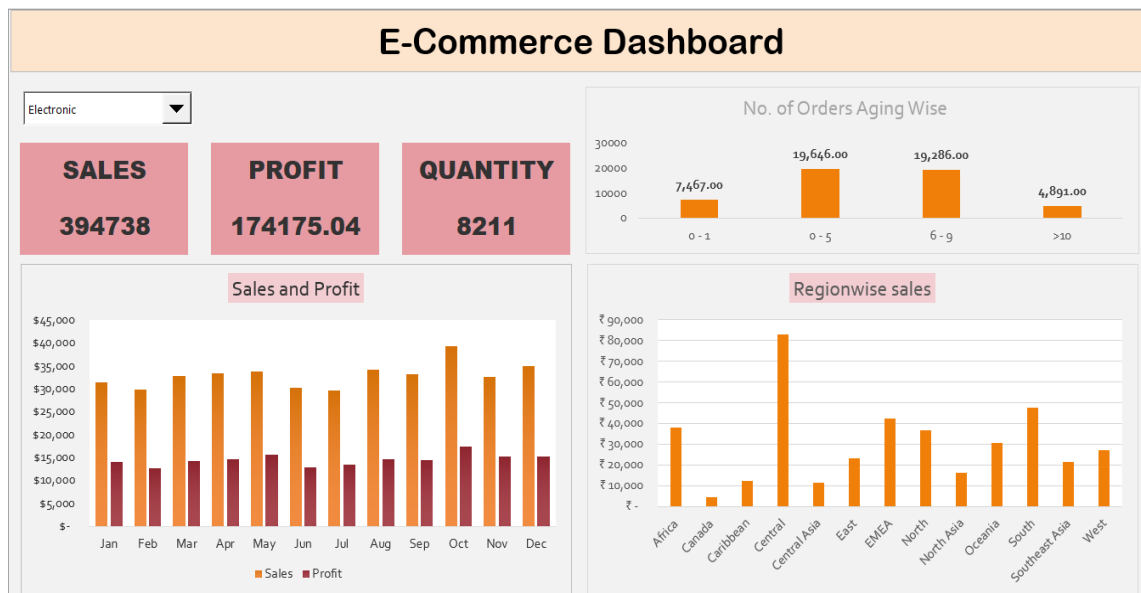 E-Commerce Dashboard
Electronic
SALES
394738
PROFIT
174175.04
QUANTITY
8211
No. of Orders Aging Wise
30000
20000
10000
0
7,467.00
19,646.00
19,286.00
4,891.00
0 - 1
0 - 5
6 - 9
>10
Sales and Profit
$45,000
$40,000
$35,000
$30,000
$25,000
$20,000
$15,000
$10,000
$5,000
$-
Jan Feb Mar Apr May Jun Jul Aug Sep Oct Nov Dec
Sales Profit
Regionwise sales
₹ 90,000
₹ 80,000
₹ 70,000
₹ 60,000
₹ 50,000
₹ 40,000
₹ 30,000
₹ 20,000
₹ 10,000
₹ -
Africa
Canada
Caribbean
Central
Central Asia
East
EMEA
North
North Asia
Oceania
South
Southeast Asia
West